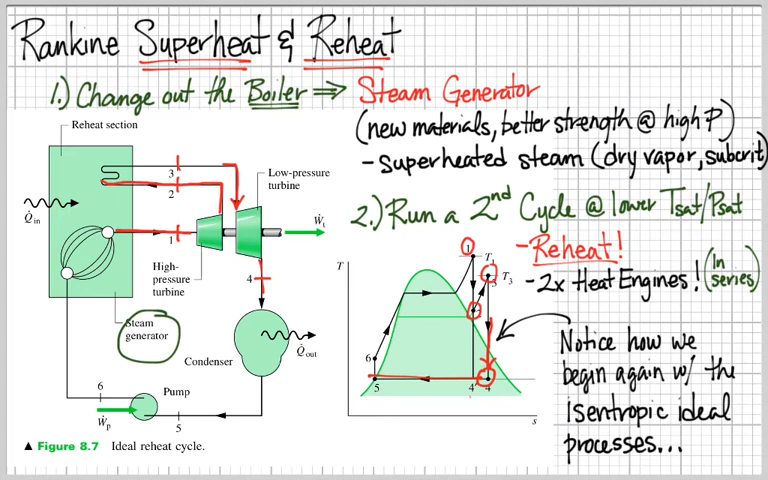 Rankine Superheat & Reheat
1.) Change out the Boiler ⇒ Steam Generator
(new materials, better strength @ high P)
- Superheated steam (dry vapor, subcrit)
2.) Run a 2nd Cycle @ lower Tsat/Psat
- Reheat!
- 2x Heat Engines! (In series)
Notice how we
begin again w/ the
isentropic ideal
processes...
Reheat section
3
2
Low-pressure
turbine
Q̇in
Ẇt
1
High-
pressure
turbine
4
Steam
generator
Condenser
Q̇out
6
Pump
Ẇp
5
T
1
T1
3
T3
2
6
5
4'
4
s
▲ Figure 8.7 Ideal reheat cycle.